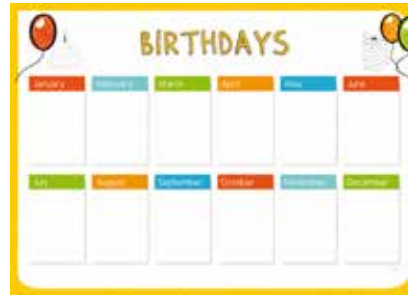 BIRTHDAYS
January February March April May June
July August September October November December